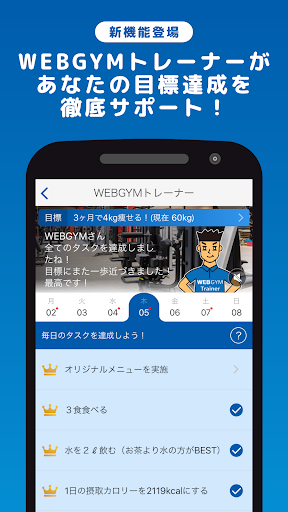 新機能登場
WEBGYMトレーナーが
あなたの目標達成を
徹底サポート！
WEBGYMトレーナー
目標 3ヶ月で4kg痩せる！(現在 60kg)
WEBGYMさん
全てのタスクを達成しまし
たね！
目標にまた一歩近づきました！
最高です！
WEBGYM
Trainer
月 火 水 木 金 土 日
02 03 04 05 06 07 08
毎日のタスクを達成しよう！ ?
オリジナルメニューを実施
３食食べる
水を２ℓ飲む（お茶より水の方がBEST）
1日の摂取カロリーを2119kcalにする